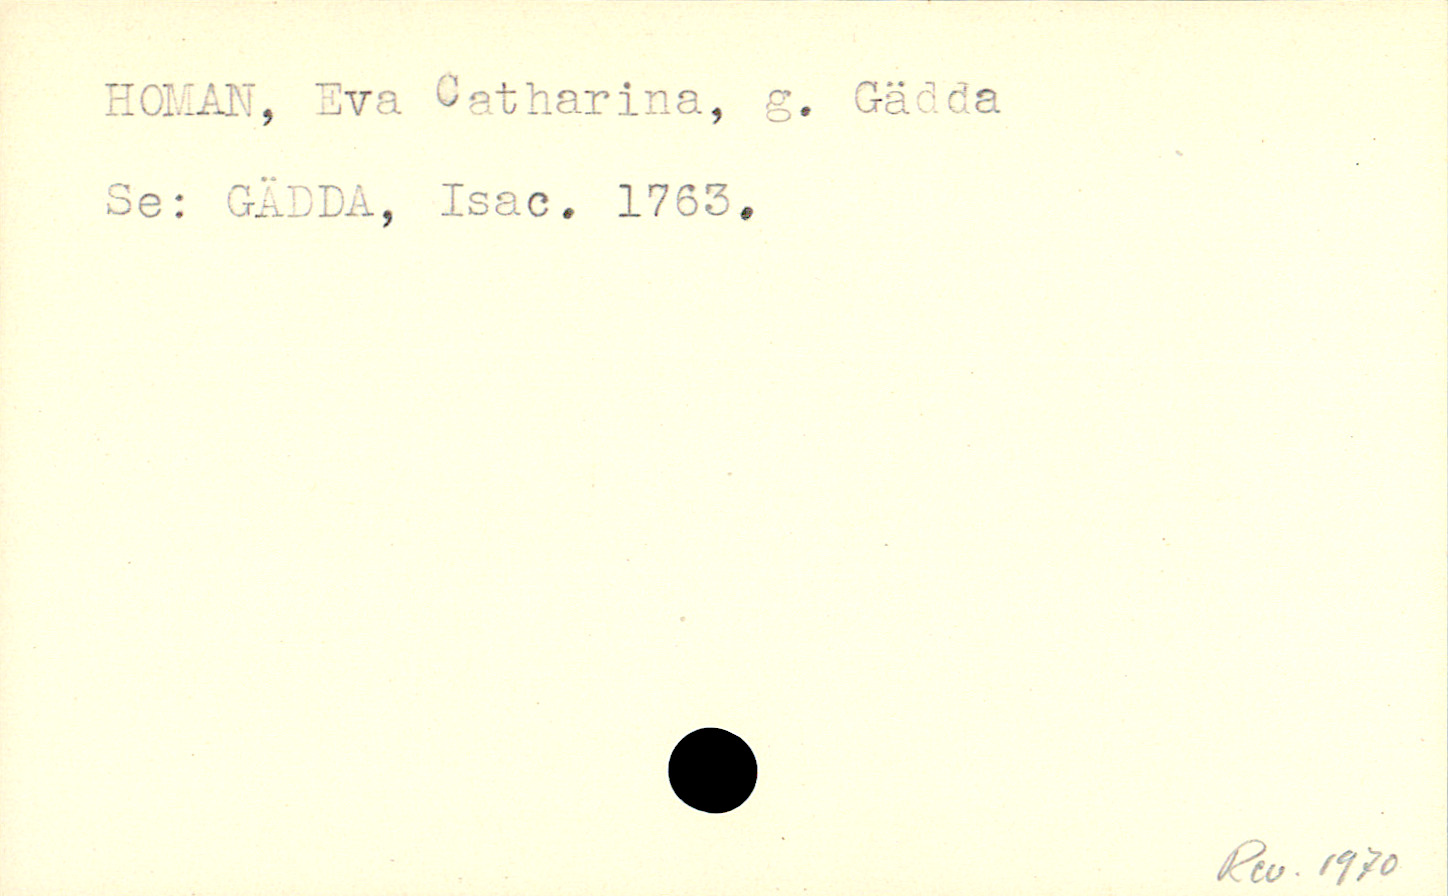 HOMAN, Eva Catharina, g. Gädda
Se: GÄDDA, Isac. 1763.
Rev. 1970